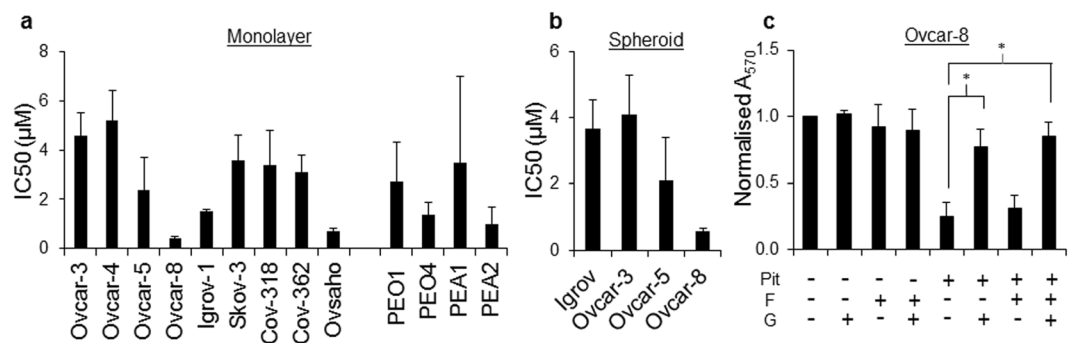 a
Monolayer
IC50 (µM)
8
6
4
2
0
Ovcar-3
Ovcar-4
Ovcar-5
Ovcar-8
Igrov-1
Skov-3
Cov-318
Cov-362
Ovsaho
PEO1
PEO4
PEA1
PEA2
b
Spheroid
IC50 (µM)
6
4
2
0
Igrov
Ovcar-3
Ovcar-5
Ovcar-8
c
Ovcar-8
Normalised A570
1.5
1.0
0.5
0.0
*
*
Pit - - - - + + + +
F - - + + - - + +
G - + - + - + - +